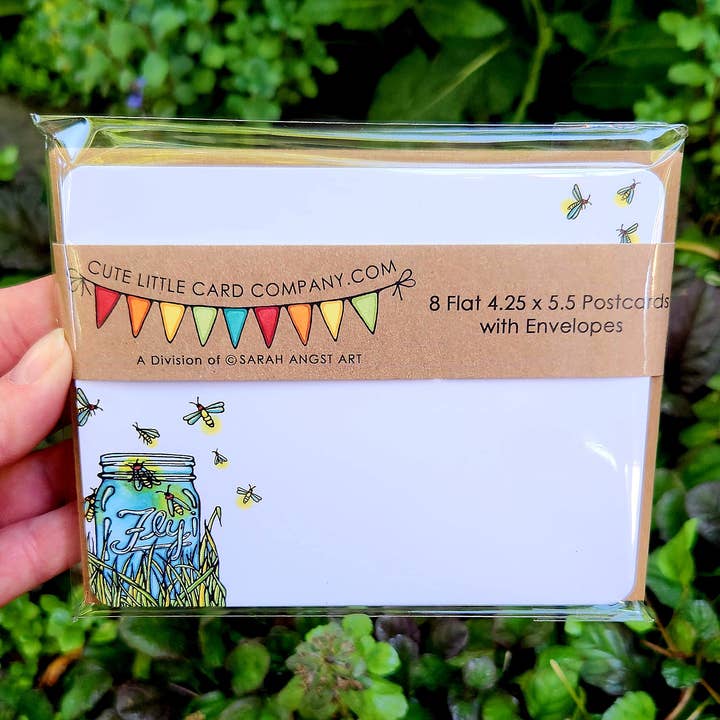 CUTE LITTLE CARD COMPANY.COM
A Division of ©SARAH ANGST ART
8 Flat 4.25 x 5.5 Postcards
with Envelopes
Fly